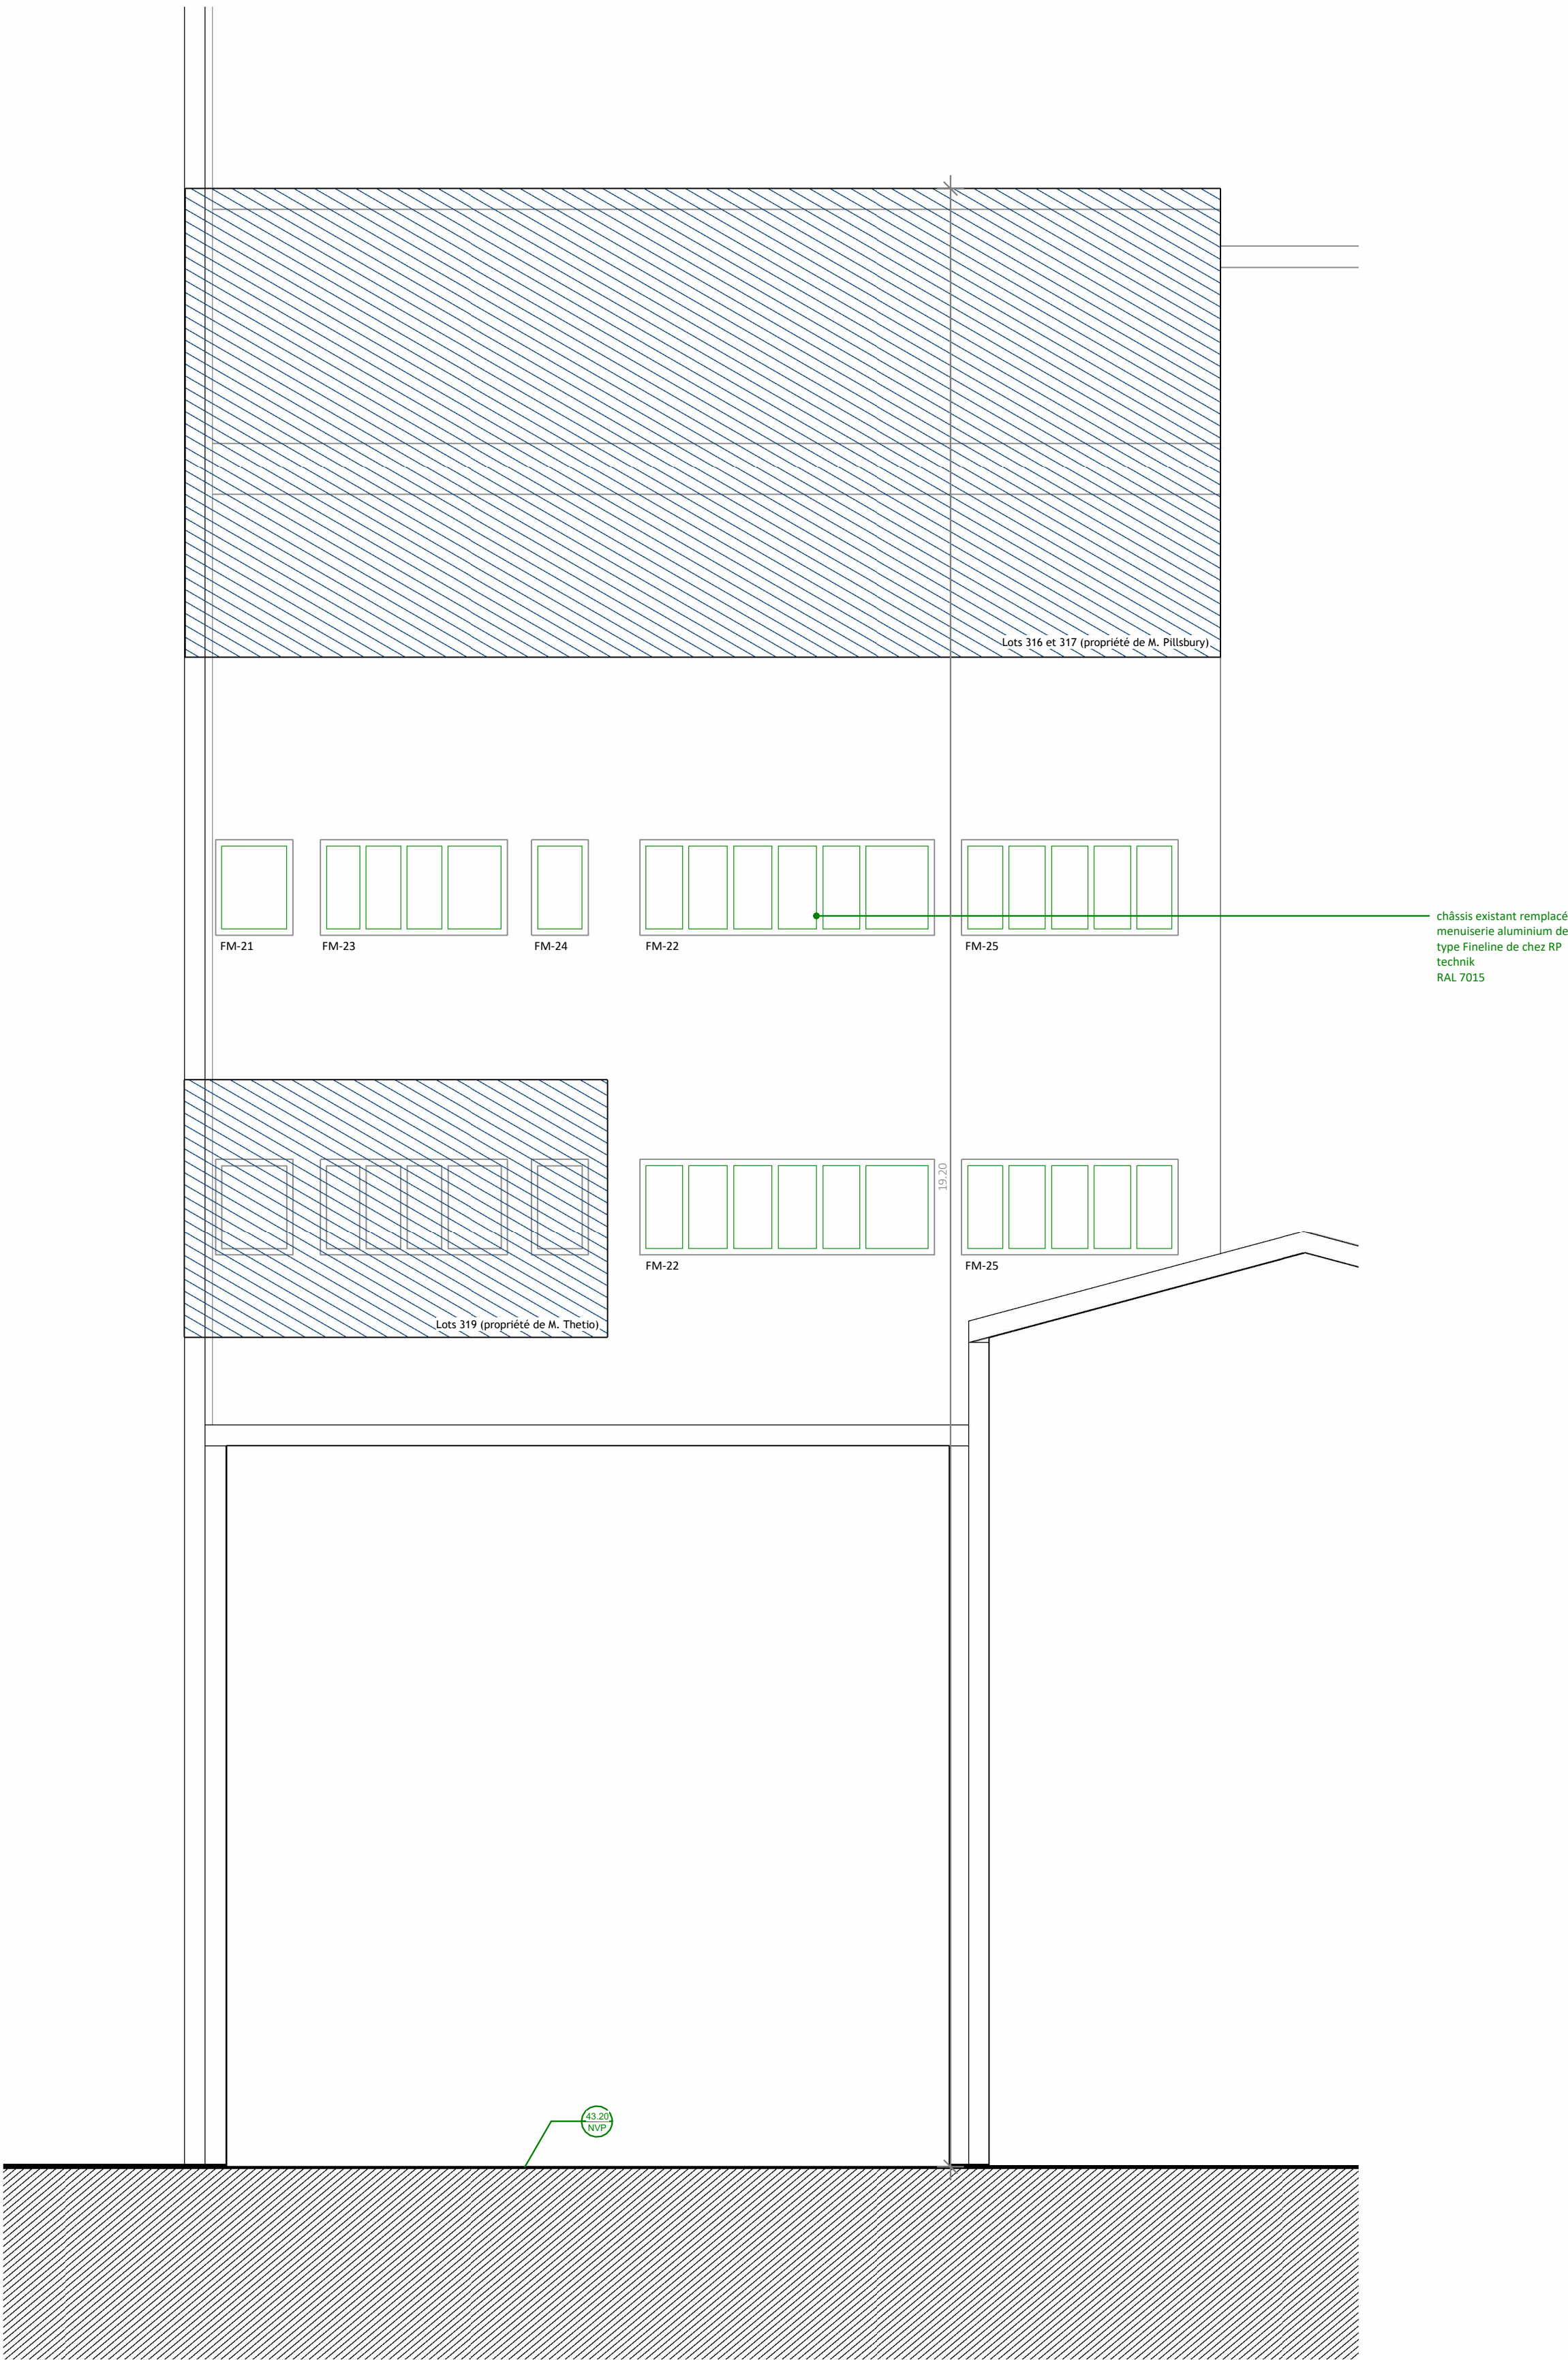 Lots 316 et 317 (propriété de M. Pillsbury)
FM-21
FM-23
FM-24
FM-22
FM-25
châssis existant remplacé
menuiserie aluminium de
type Fineline de chez RP
technik
RAL 7015
19.20
FM-22
FM-25
Lots 319 (propriété de M. Thetio)
43.20
NVP